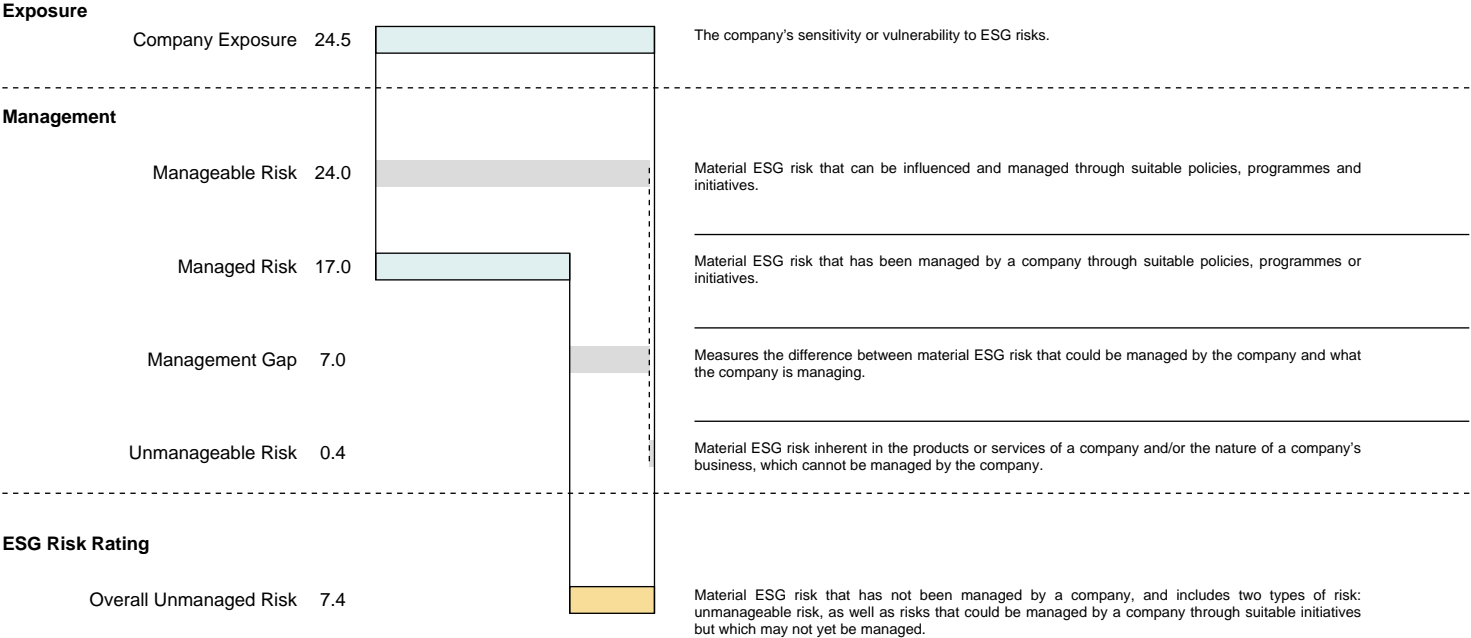 Exposure
Company Exposure 24.5
The company’s sensitivity or vulnerability to ESG risks.
Management
Manageable Risk 24.0
Material ESG risk that can be influenced and managed through suitable policies, programmes and
initiatives.
Managed Risk 17.0
Material ESG risk that has been managed by a company through suitable policies, programmes or
initiatives.
Management Gap 7.0
Measures the difference between material ESG risk that could be managed by the company and what
the company is managing.
Unmanageable Risk 0.4
Material ESG risk inherent in the products or services of a company and/or the nature of a company’s
business, which cannot be managed by the company.
ESG Risk Rating
Overall Unmanaged Risk 7.4
Material ESG risk that has not been managed by a company, and includes two types of risk:
unmanageable risk, as well as risks that could be managed by a company through suitable initiatives
but which may not yet be managed.